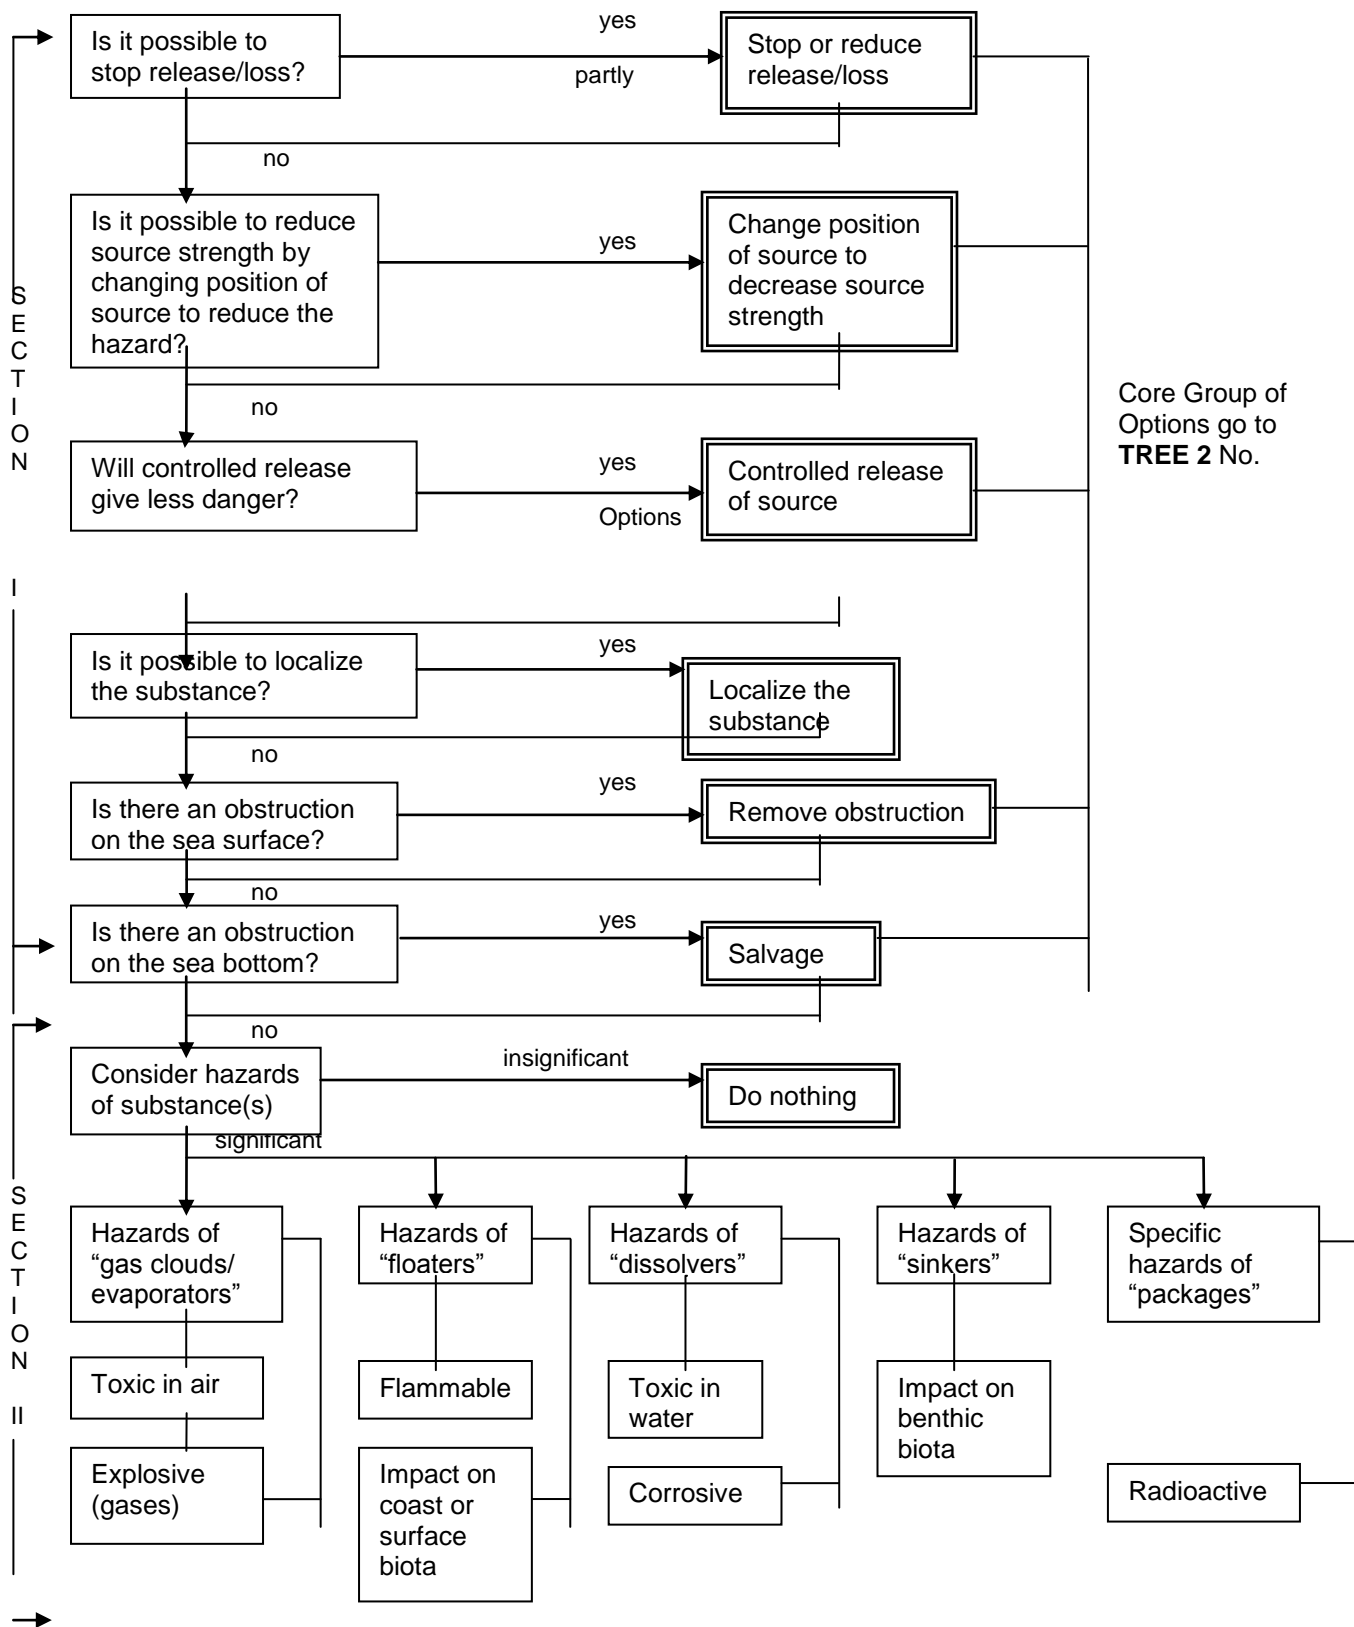 Is it possible to
stop release/loss?
yes
partly
Stop or reduce
release/loss
no
Is it possible to reduce
source strength by
changing position of
source to reduce the
hazard?
yes
Change position
of source to
decrease source
strength
no
Will controlled release
give less danger?
yes
Options
Controlled release
of source
Core Group of
Options go to
TREE 2 No.
SECTION
I
Is it possible to localize
the substance?
yes
Localize the
substance
no
Is there an obstruction
on the sea surface?
yes
Remove obstruction
no
Is there an obstruction
on the sea bottom?
yes
Salvage
no
Consider hazards
of substance(s)
insignificant
Do nothing
significant
SECTION
II
Hazards of
“gas clouds/
evaporators”
Hazards of
“floaters”
Hazards of
“dissolvers”
Hazards of
“sinkers”
Specific
hazards of
“packages”
Toxic in air
Flammable
Toxic in
water
Impact on
benthic
biota
Explosive
(gases)
Impact on
coast or
surface
biota
Corrosive
Radioactive